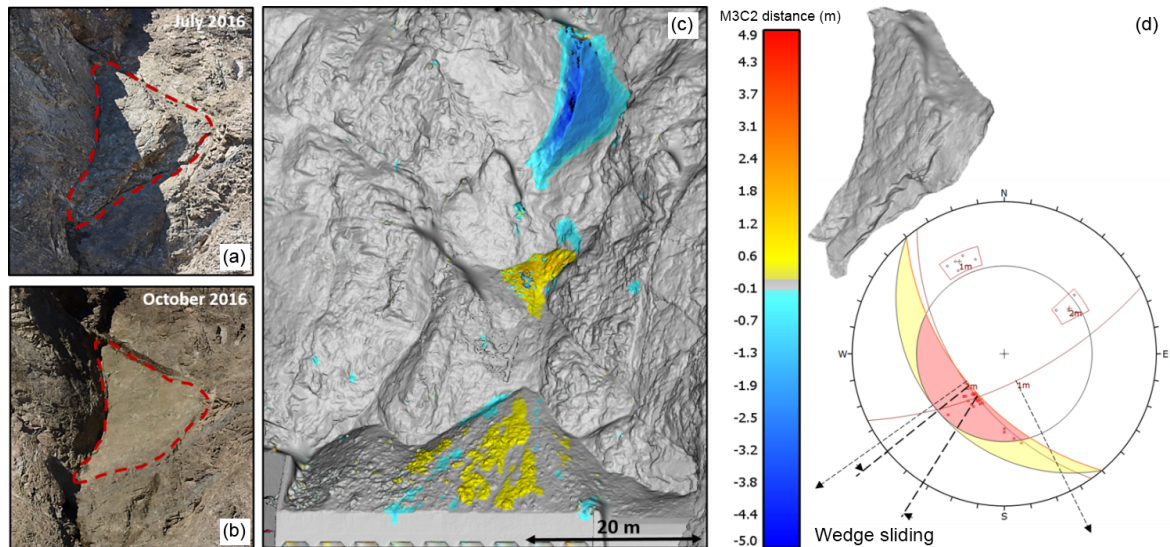 July 2016
(a)
October 2016
(b)
(c)
20 m
M3C2 distance (m)
4.9
4.3
3.7
3.1
2.4
1.8
1.2
0.6
-0.1
-0.7
-1.3
-1.9
-2.5
-3.2
-3.8
-4.4
-5.0
(d)
N
1m
2m
W
E
2m
1m
S
Wedge sliding